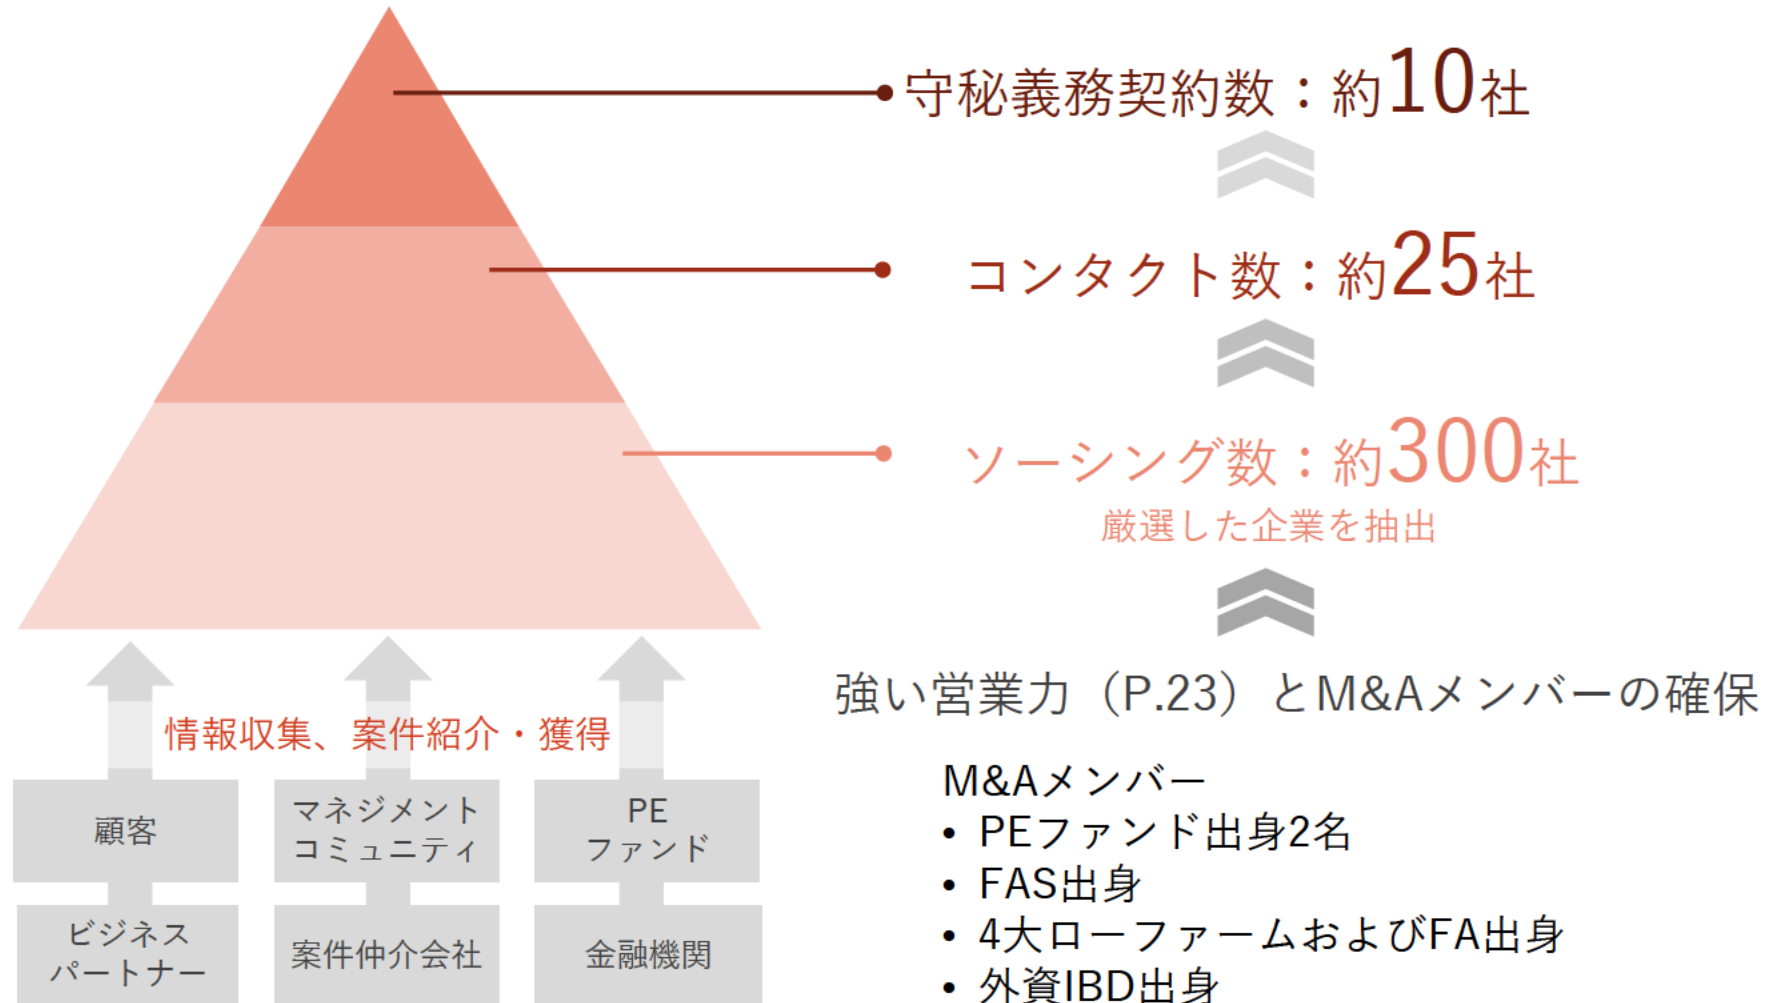 守秘義務契約数：約10社
コンタクト数：約25社
ソーシング数：約300社
厳選した企業を抽出
強い営業力（P.23）とM&Aメンバーの確保
情報収集、案件紹介・獲得
顧客
マネジメント
コミュニティ
PE
ファンド
ビジネス
パートナー
案件仲介会社
金融機関
M&Aメンバー
• PEファンド出身2名
• FAS出身
• 4大ローファームおよびFA出身
• 外資IBD出身